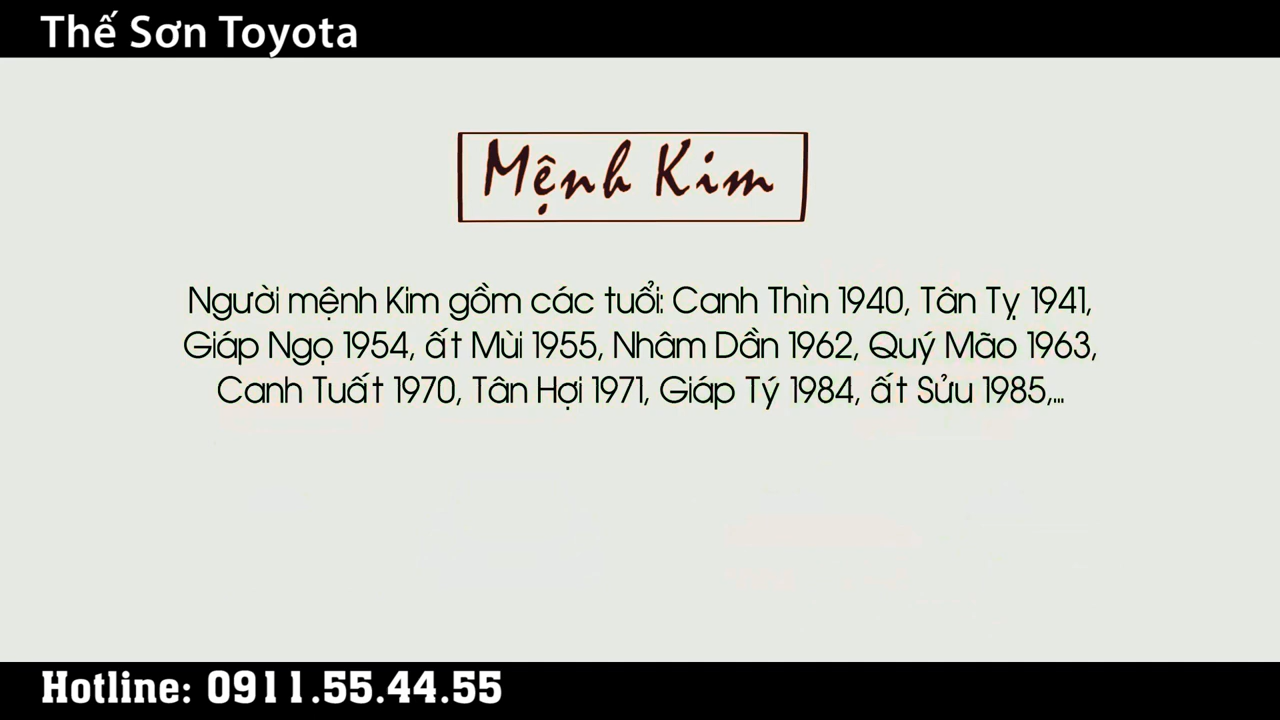 Thế Sơn Toyota
Mệnh Kim
Người mệnh Kim gồm các tuổi: Canh Thìn 1940, Tân Tỵ 1941,
Giáp Ngọ 1954, ất Mùi 1955, Nhâm Dần 1962, Quý Mão 1963,
Canh Tuất 1970, Tân Hợi 1971, Giáp Tý 1984, ất Sửu 1985,...
Hotline: 0911.55.44.55